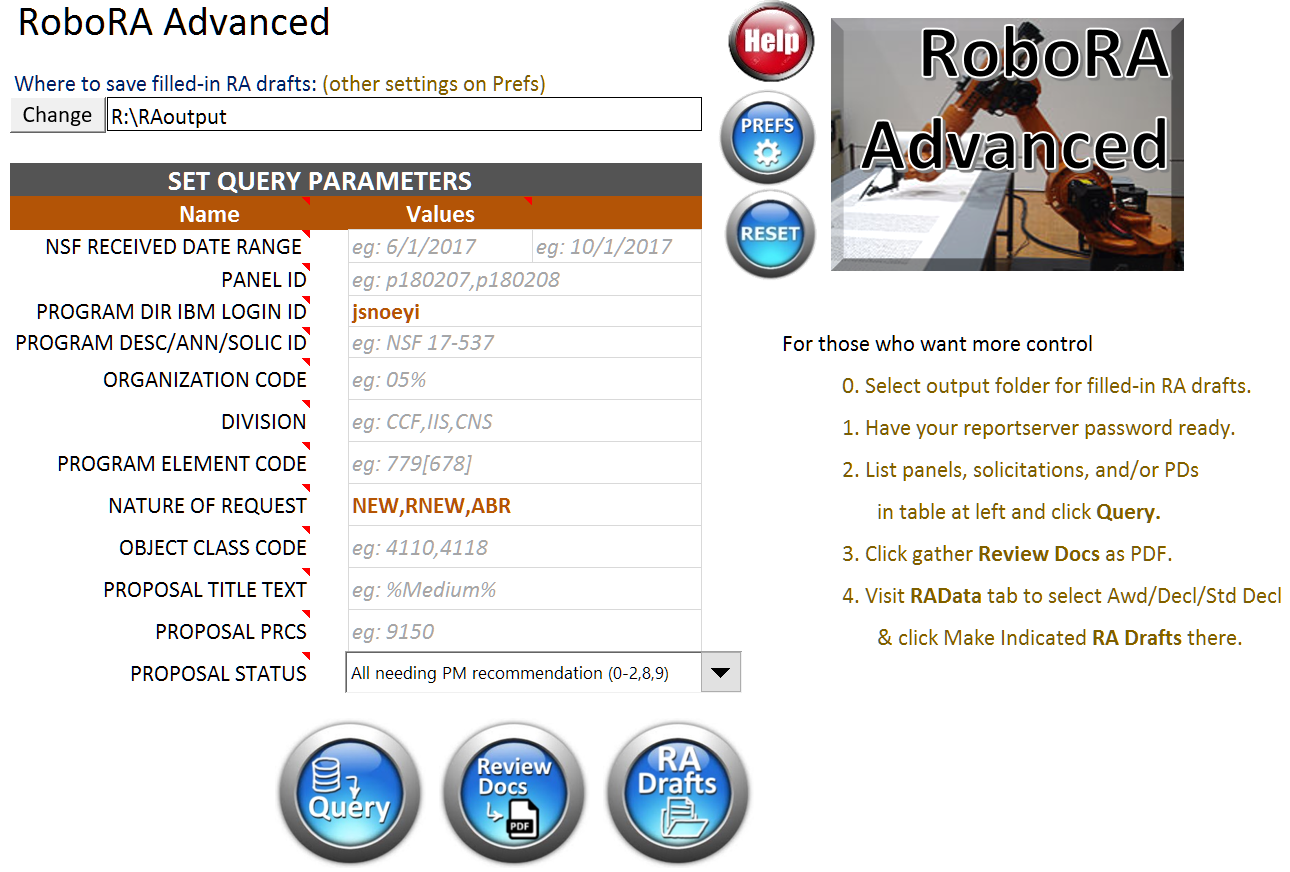 RoboRA Advanced
Where to save filled-in RA drafts: (other settings on Prefs)
Change R:\RAoutput
SET QUERY PARAMETERS
Name Values
NSF RECEIVED DATE RANGE eg: 6/1/2017 eg: 10/1/2017
PANEL ID eg: p180207,p180208
PROGRAM DIR IBM LOGIN ID jsnoeyi
PROGRAM DESC/ANN/SOLIC ID eg: NSF 17-537
ORGANIZATION CODE eg: 05%
DIVISION eg: CCF,IIS,CNS
PROGRAM ELEMENT CODE eg: 779[678]
NATURE OF REQUEST NEW,RNEW,ABR
OBJECT CLASS CODE eg: 4110,4118
PROPOSAL TITLE TEXT eg: %Medium%
PROPOSAL PRCS eg: 9150
PROPOSAL STATUS All needing PM recommendation (0-2,8,9)
Query
Review
Docs
PDF
RA
Drafts
Help
PREFS
RESET
RoboRA
Advanced
For those who want more control
0. Select output folder for filled-in RA drafts.
1. Have your reportserver password ready.
2. List panels, solicitations, and/or PDs
in table at left and click Query.
3. Click gather Review Docs as PDF.
4. Visit RAData tab to select Awd/Decl/Std Decl
& click Make Indicated RA Drafts there.